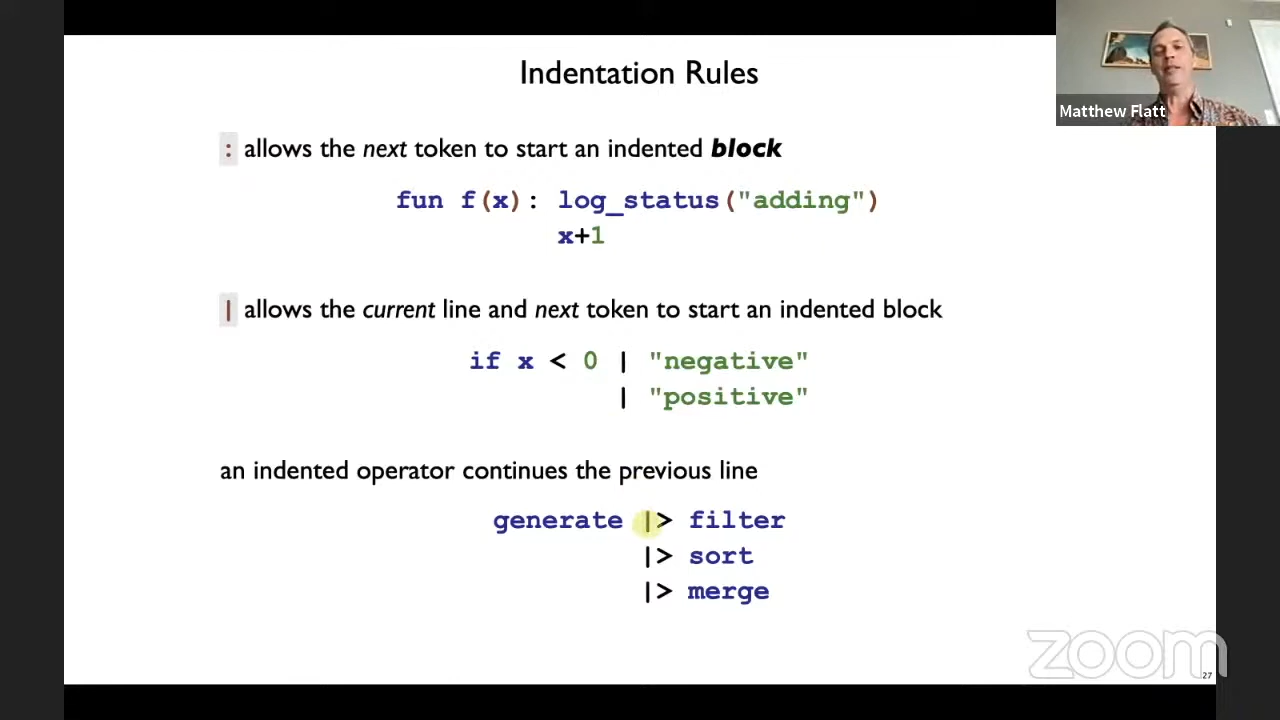 Indentation Rules
Matthew Flatt
: allows the next token to start an indented block
fun f(x): log_status("adding")
x+1
| allows the current line and next token to start an indented block
if x < 0 | "negative"
| "positive"
an indented operator continues the previous line
generate |> filter
|> sort
|> merge
zoom
27